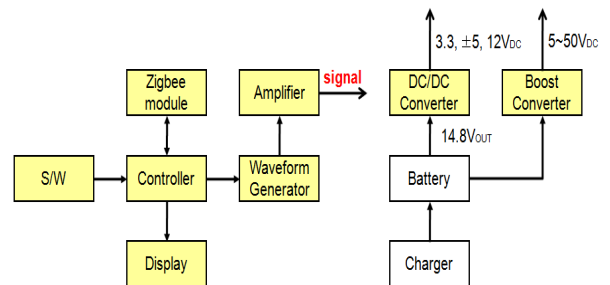 3.3, ±5, 12VDC
5~50VDC
Zigbee
module
Amplifier
signal
DC/DC
Converter
Boost
Converter
14.8VOUT
S/W
Controller
Waveform
Generator
Battery
Display
Charger